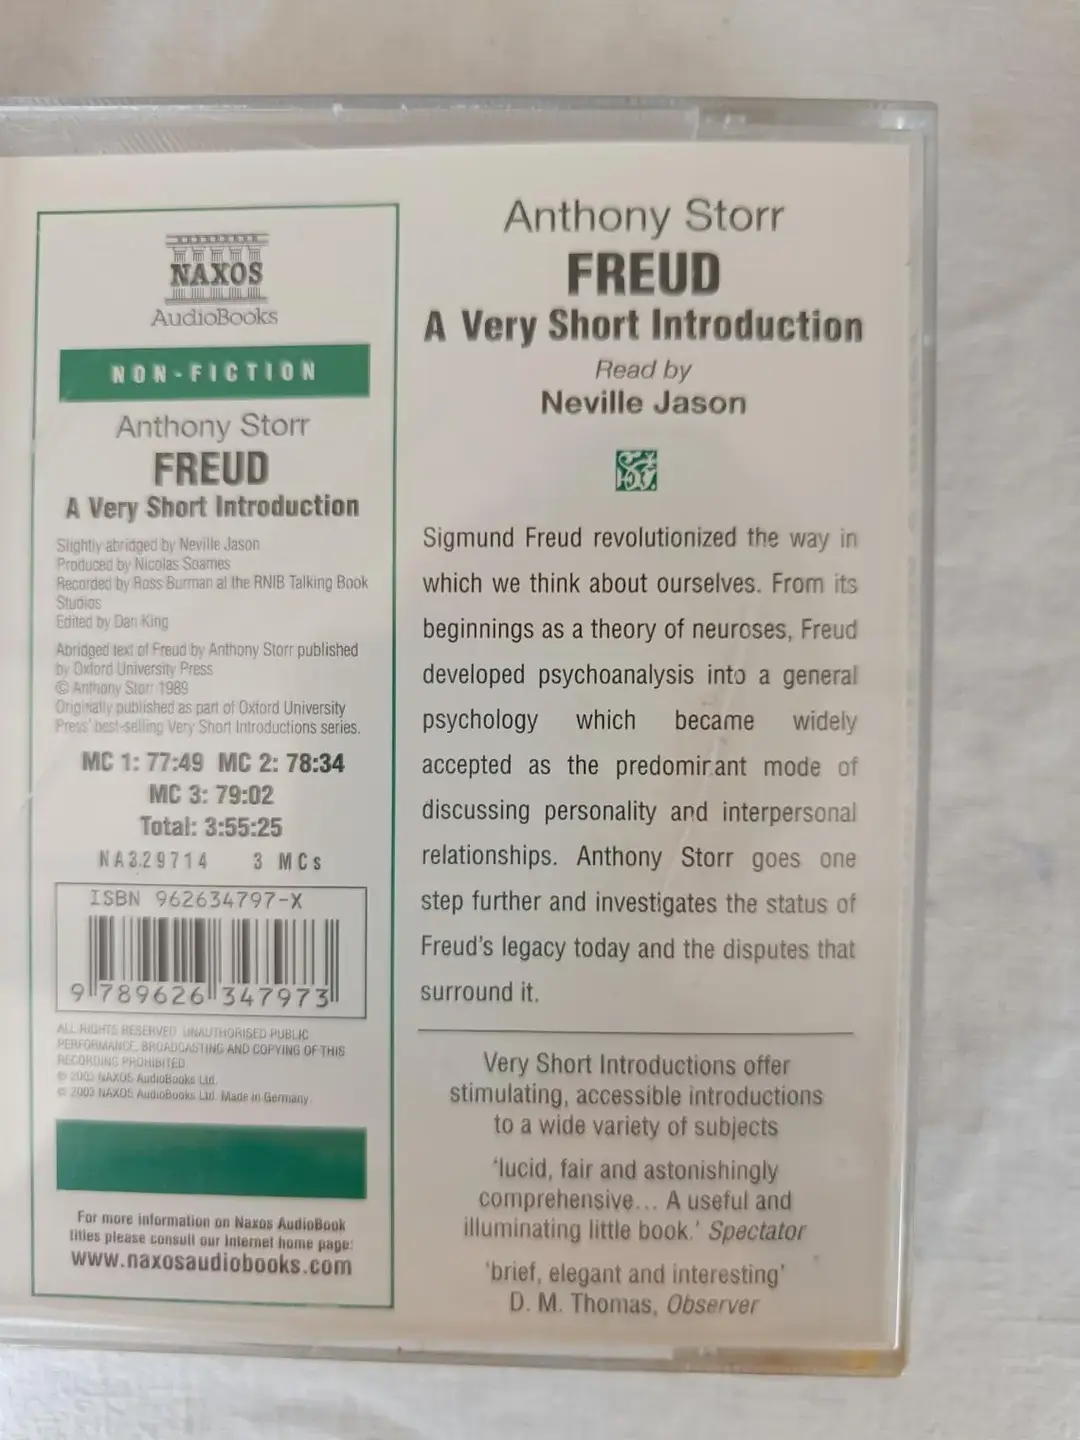 NAXOS
AudioBooks
NON-FICTION
Anthony Storr
FREUD
A Very Short Introduction
Slightly abridged by Neville Jason
Produced by Nicolas Soames
Recorded by Ross Burman at the RNIB Talking Book
Studios
Edited by Dan King
Abridged text of Freud by Anthony Storr published
by Oxford University Press
© Anthony Storr 1989
Originally published as part of Oxford University
Press' best-selling Very Short Introductions series.
MC 1: 77:49 MC 2: 78:34
MC 3: 79:02
Total: 3:55:25
NA329714 3 MCs
ISBN 962634797-X
9 789626 347973
ALL RIGHTS RESERVED. UNAUTHORISED PUBLIC
PERFORMANCE, BROADCASTING AND COPYING OF THIS
RECORDING PROHIBITED
℗ 2003 NAXOS AudioBooks Ltd.
© 2003 NAXOS AudioBooks Ltd. Made in Germany.
For more information on Naxos AudioBook
titles please consult our Internet home page:
www.naxosaudiobooks.com
Anthony Storr
FREUD
A Very Short Introduction
Read by
Neville Jason
Sigmund Freud revolutionized the way in
which we think about ourselves. From its
beginnings as a theory of neuroses, Freud
developed psychoanalysis into a general
psychology which became widely
accepted as the predominant mode of
discussing personality and interpersonal
relationships. Anthony Storr goes one
step further and investigates the status of
Freud's legacy today and the disputes that
surround it.
Very Short Introductions offer
stimulating, accessible introductions
to a wide variety of subjects
'lucid, fair and astonishingly
comprehensive... A useful and
illuminating little book.' Spectator
'brief, elegant and interesting'
D. M. Thomas, Observer